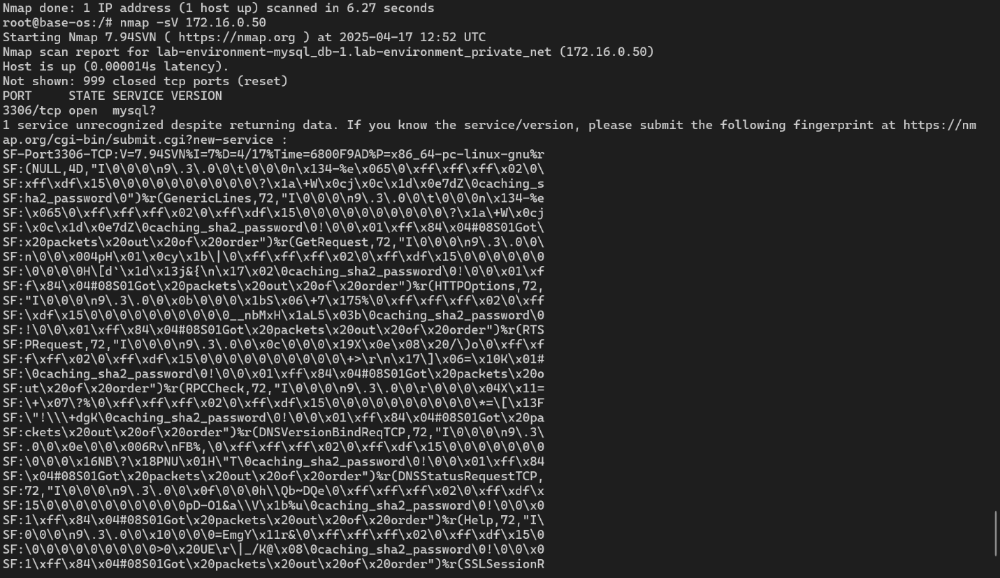 Nmap done: 1 IP address (1 host up) scanned in 6.27 seconds
root@base-os:/# nmap -sV 172.16.0.50
Starting Nmap 7.94SVN ( https://nmap.org ) at 2025-04-17 12:52 UTC
Nmap scan report for lab-environment-mysql_db-1.lab-environment_private_net (172.16.0.50)
Host is up (0.000014s latency).
Not shown: 999 closed tcp ports (reset)
PORT     STATE SERVICE VERSION
3306/tcp open  mysql?
1 service unrecognized despite returning data. If you know the service/version, please submit the following fingerprint at https://nm
ap.org/cgi-bin/submit.cgi?new-service :
SF-Port3306-TCP:V=7.94SVN%I=7%D=4/17%Time=6800F9AD%P=x86_64-pc-linux-gnu%r
SF:(NULL,4D,"I\0\0\0\n9\.3\.0\0\t\0\0\0n\x134-%e\x065\0\xff\xff\xff\x02\0\
SF:xff\xdf\x15\0\0\0\0\0\0\0\0\0\0\?\x1a\+W\x0cj\x0c\x1d\x0e7dZ\0caching_s
SF:ha2_password\0")%r(GenericLines,72,"I\0\0\0\n9\.3\.0\0\t\0\0\0n\x134-%e
SF:\x065\0\xff\xff\xff\x02\0\xff\xdf\x15\0\0\0\0\0\0\0\0\0\0\?\x1a\+W\x0cj
SF:\x0c\x1d\x0e7dZ\0caching_sha2_password\0!\0\0\x01\xff\x84\x04#08S01Got\
SF:x20packets\x20out\x20of\x20order")%r(GetRequest,72,"I\0\0\0\n9\.3\.0\0\
SF:n\0\0\0\x004pH\x01\x0cy\x1b\|\0\xff\xff\xff\x02\0\xff\xdf\x15\0\0\0\0\0\0
SF:\0\0\0\0H\[d`\x1d\x13j&{\n\x17\x02\0caching_sha2_password\0!\0\0\x01\xf
SF:f\x84\x04#08S01Got\x20packets\x20out\x20of\x20order")%r(HTTPOptions,72,
SF:"I\0\0\0\n9\.3\.0\0\x0b\0\0\0\x1bS\x06\+7\x175%\0\xff\xff\xff\x02\0\xff
SF:\xdf\x15\0\0\0\0\0\0\0\0\0\0__nbMxH\x1aL5\x03b\0caching_sha2_password\0
SF:!\0\0\x01\xff\x84\x04#08S01Got\x20packets\x20out\x20of\x20order")%r(RTS
SF:PRequest,72,"I\0\0\0\n9\.3\.0\0\x0c\0\0\0\x19X\x0e\x08\x20/\)o\0\xff\xf
SF:f\xff\x02\0\xff\xdf\x15\0\0\0\0\0\0\0\0\0\0\+>\r\n\x17\]\x06=\x10K\x01#
SF:\0caching_sha2_password\0!\0\0\x01\xff\x84\x04#08S01Got\x20packets\x20o
SF:ut\x20of\x20order")%r(RPCCheck,72,"I\0\0\0\n9\.3\.0\0\r\0\0\0\x04X\x11=
SF:\+\x07\?%\0\xff\xff\xff\x02\0\xff\xdf\x15\0\0\0\0\0\0\0\0\0\0\*=\[\x13F
SF:\"!\\\+dgK\0caching_sha2_password\0!\0\0\x01\xff\x84\x04#08S01Got\x20pa
SF:ckets\x20out\x20of\x20order")%r(DNSVersionBindReqTCP,72,"I\0\0\0\n9\.3\
SF:.0\0\x0e\0\0\x006Rv\nFB%,\0\xff\xff\xff\x02\0\xff\xdf\x15\0\0\0\0\0\0\0
SF:\0\0\0\x16NB\?\x18PNU\x01H\"T\0caching_sha2_password\0!\0\0\x01\xff\x84
SF:\x04#08S01Got\x20packets\x20out\x20of\x20order")%r(DNSStatusRequestTCP,
SF:72,"I\0\0\0\n9\.3\.0\0\x0f\0\0\0h\\Qb~DQe\0\xff\xff\xff\x02\0\xff\xdf\x
SF:15\0\0\0\0\0\0\0\0\0\0pD-O1&a\\V\x1b%u\0caching_sha2_password\0!\0\0\x0
SF:1\xff\x84\x04#08S01Got\x20packets\x20out\x20of\x20order")%r(Help,72,"I\
SF:0\0\0\n9\.3\.0\0\x10\0\0\0=EmgY\x11r&\0\xff\xff\xff\x02\0\xff\xdf\x15\0
SF:\0\0\0\0\0\0\0\0\0>0\x20UE\r\|_/K@\x08\0caching_sha2_password\0!\0\0\x0
SF:1\xff\x84\x04#08S01Got\x20packets\x20out\x20of\x20order")%r(SSLSessionR